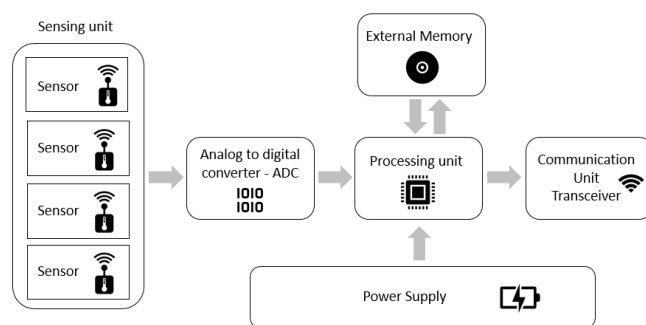 Sensing unit
Sensor
Sensor
Sensor
Sensor
Analog to digital
converter - ADC
1010
1010
External Memory
Processing unit
Communication
Unit
Transceiver
Power Supply